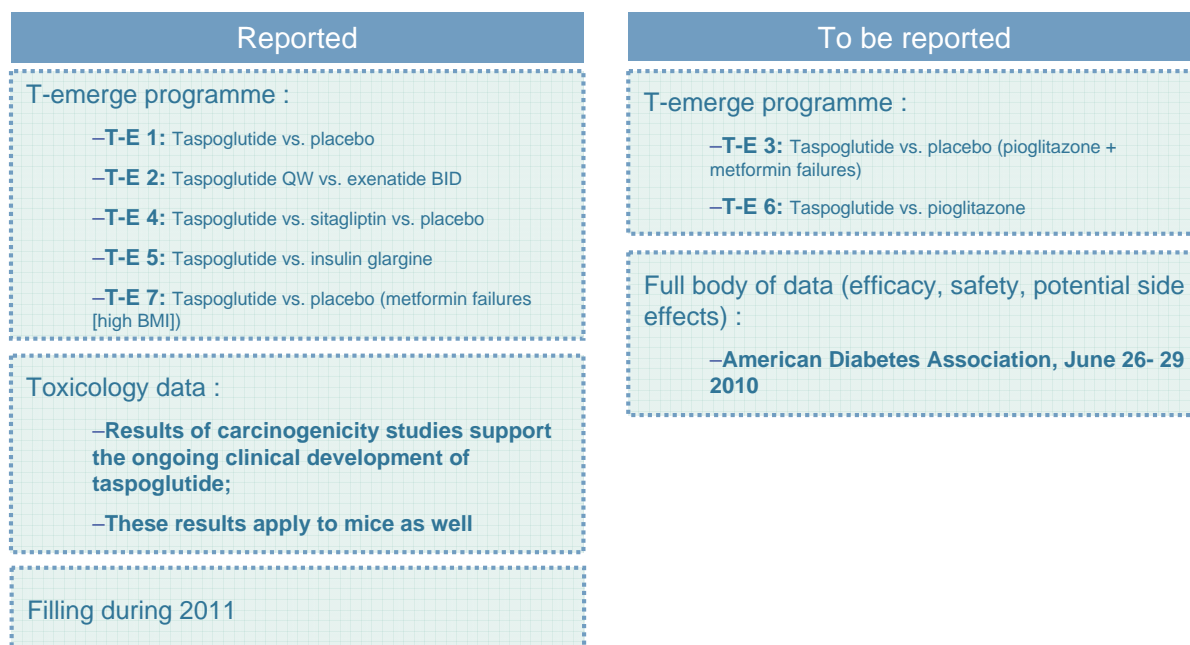 Reported
T-emerge programme :
–T-E 1: Taspoglutide vs. placebo
–T-E 2: Taspoglutide QW vs. exenatide BID
–T-E 4: Taspoglutide vs. sitagliptin vs. placebo
–T-E 5: Taspoglutide vs. insulin glargine
–T-E 7: Taspoglutide vs. placebo (metformin failures
[high BMI])
Toxicology data :
–Results of carcinogenicity studies support
the ongoing clinical development of
taspoglutide;
–These results apply to mice as well
Filling during 2011
To be reported
T-emerge programme :
–T-E 3: Taspoglutide vs. placebo (pioglitazone +
metformin failures)
–T-E 6: Taspoglutide vs. pioglitazone
Full body of data (efficacy, safety, potential side
effects) :
–American Diabetes Association, June 26- 29
2010